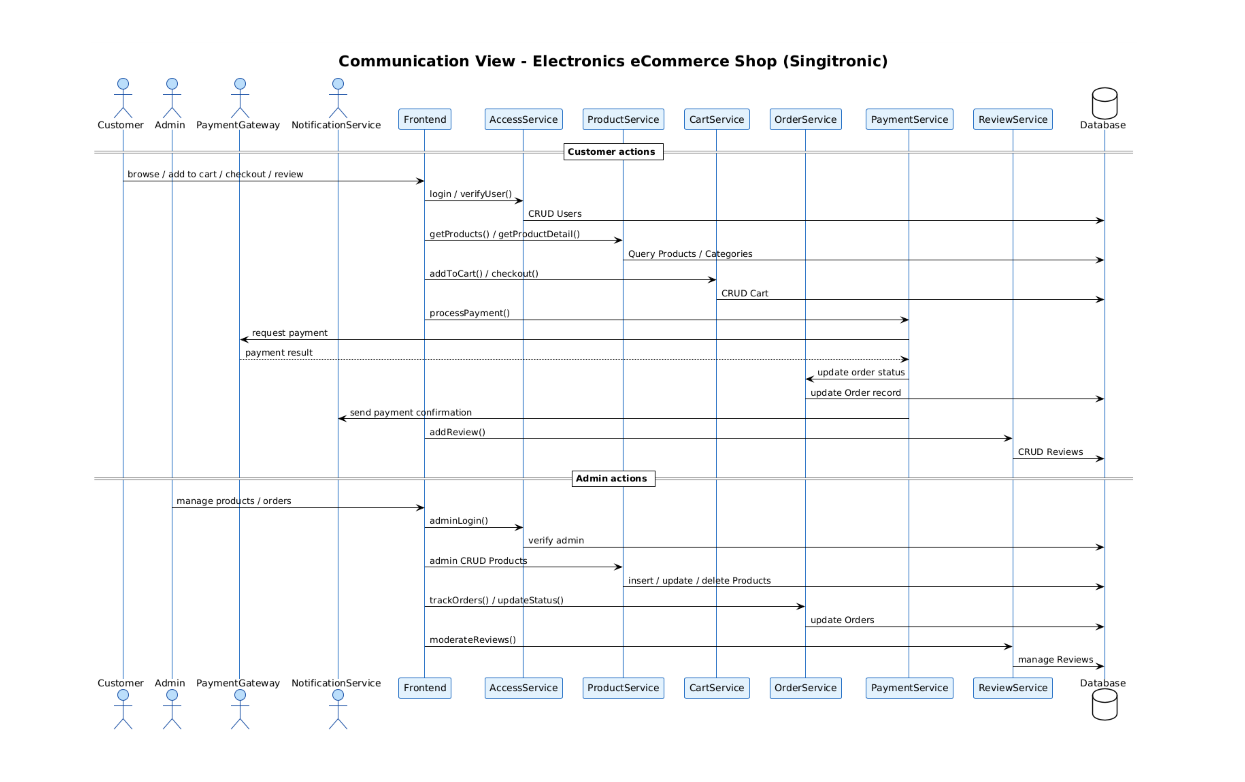 Communication View - Electronics eCommerce Shop (Singitronic)
Customer Admin PaymentGateway NotificationService Frontend AccessService ProductService CartService OrderService PaymentService ReviewService Database
Customer actions
browse / add to cart / checkout / review
login / verifyUser()
CRUD Users
getProducts() / getProductDetail()
Query Products / Categories
addToCart() / checkout()
CRUD Cart
processPayment()
request payment
payment result
update order status
update Order record
send payment confirmation
addReview()
CRUD Reviews
Admin actions
manage products / orders
adminLogin()
verify admin
admin CRUD Products
insert / update / delete Products
trackOrders() / updateStatus()
update Orders
moderateReviews()
manage Reviews
Customer Admin PaymentGateway NotificationService Frontend AccessService ProductService CartService OrderService PaymentService ReviewService Database